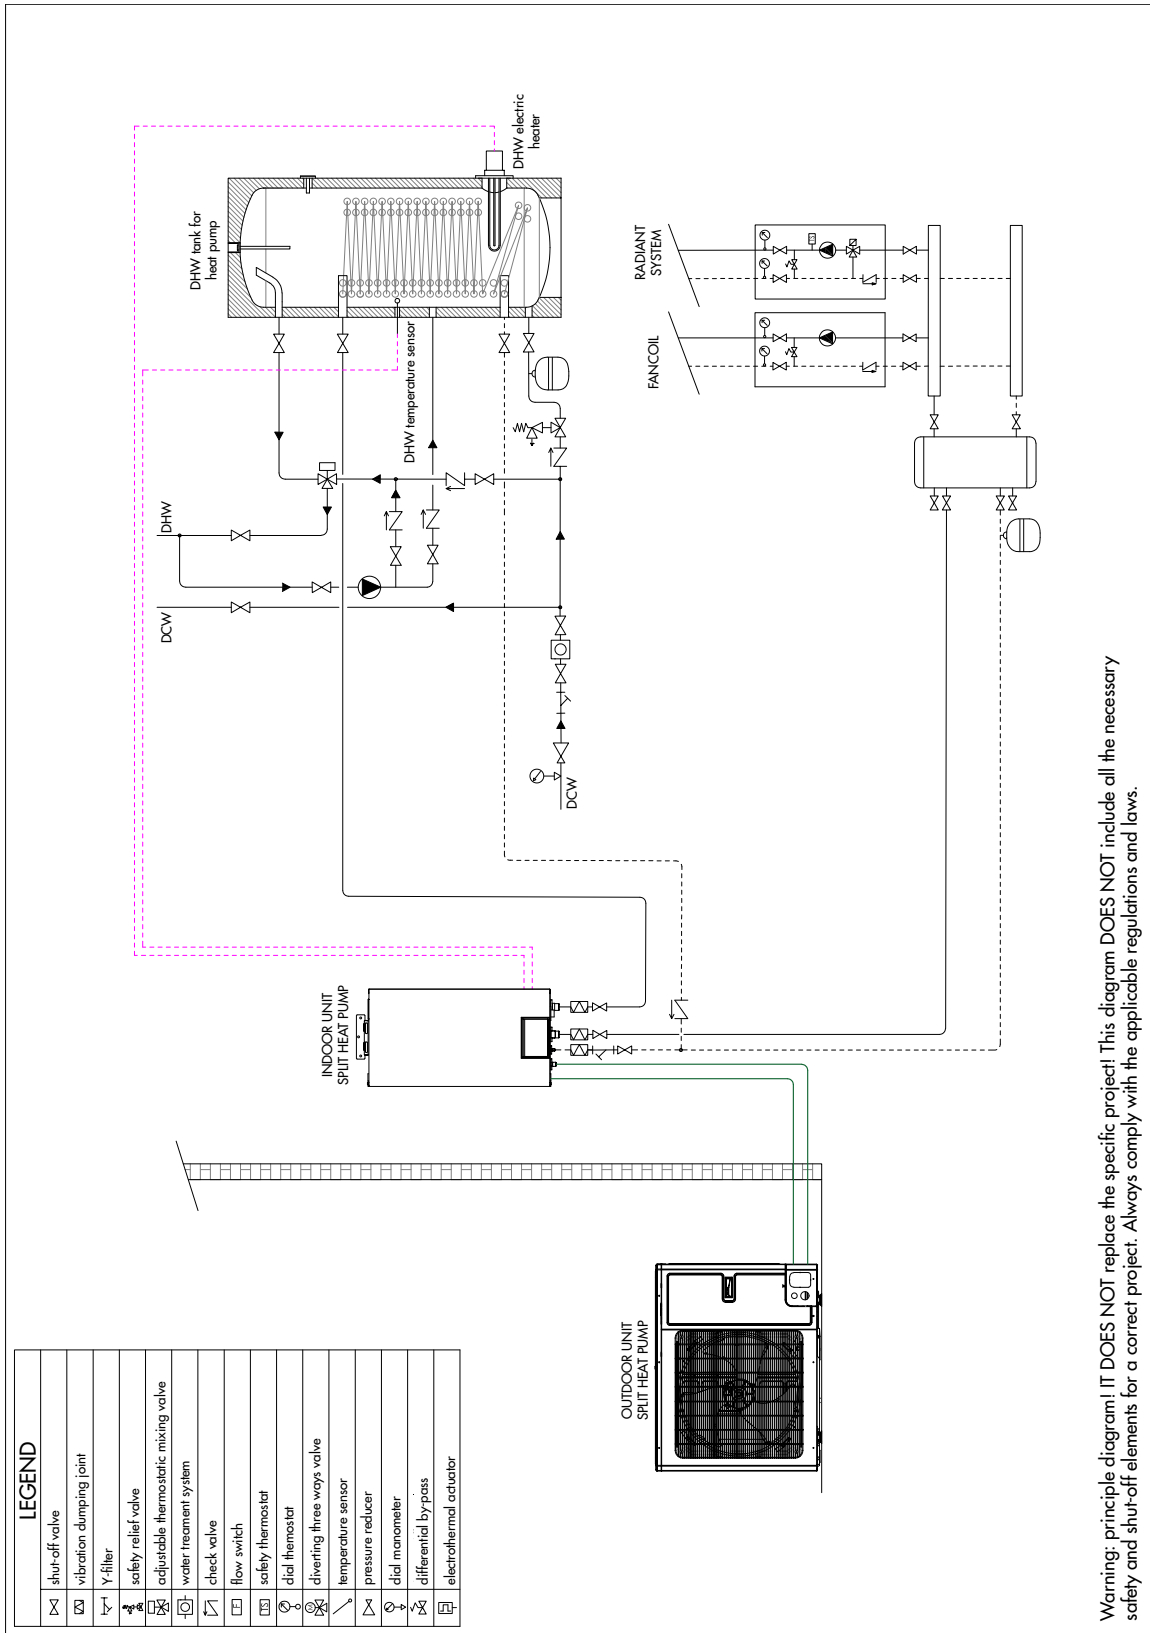 LEGEND
shut-off valve
vibration dumping joint
Y-filter
safety relief valve
adjustable thermostatic mixing valve
water treament system
check valve
F flow switch
TS safety thermostat
dial themostat
M diverting three ways valve
temperature sensor
pressure reducer
dial manometer
differential by-pass
electrothermal actuator
OUTDOOR UNIT
SPLIT HEAT PUMP
INDOOR UNIT
SPLIT HEAT PUMP
DCW
DHW
DCW
DHW temperature sensor
DHW tank for
heat pump
DHW electric
heater
FANCOIL
RADIANT
SYSTEM
TS
Warning: principle diagram! IT DOES NOT replace the specific project! This diagram DOES NOT include all the necessary
safety and shut-off elements for a correct project. Always comply with the applicable regulations and laws.